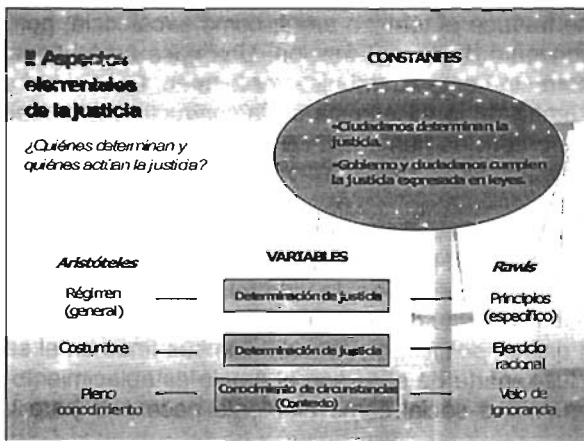 II Aspectos
elementales
de la justicia
¿Quiénes determinan y
quiénes actúan la justicia?
CONSTANTES
•Ciudadanos determinan la
justicia.
•Gobierno y ciudadanos cumplen
la justicia expresada en leyes.
VARIABLES
Aristóteles
Rawls
Régimen
(general)
Determinación de justicia
Principios
(específico)
Costumbre
Determinación de justicia
Ejercicio
racional
Pleno
conocimiento
Conocimiento de circunstancias
(Contexto)
Velo de
ignorancia